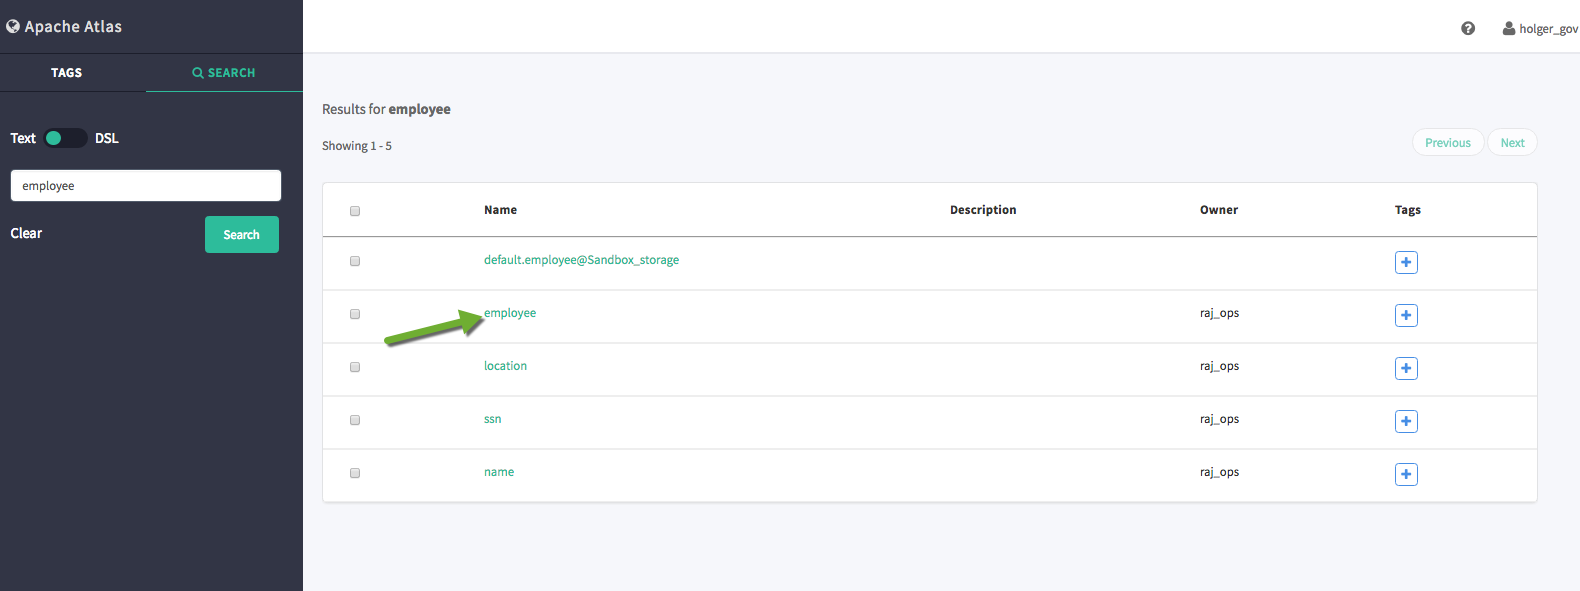 Apache Atlas
holger_gov
TAGS
SEARCH
Text
DSL
employee
Clear
Search
Results for employee
Showing 1 - 5
Previous
Next
Name Description Owner Tags
default.employee@Sandbox_storage
employee raj_ops
location raj_ops
ssn raj_ops
name raj_ops